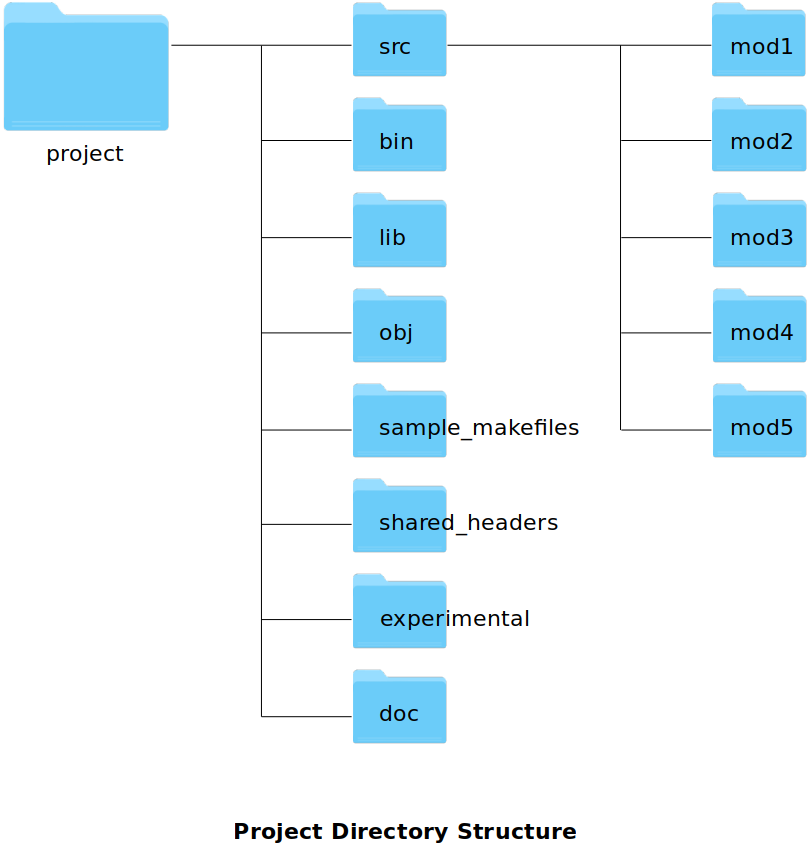 project
src
bin
lib
obj
sample_makefiles
shared_headers
experimental
doc
mod1
mod2
mod3
mod4
mod5
Project Directory Structure